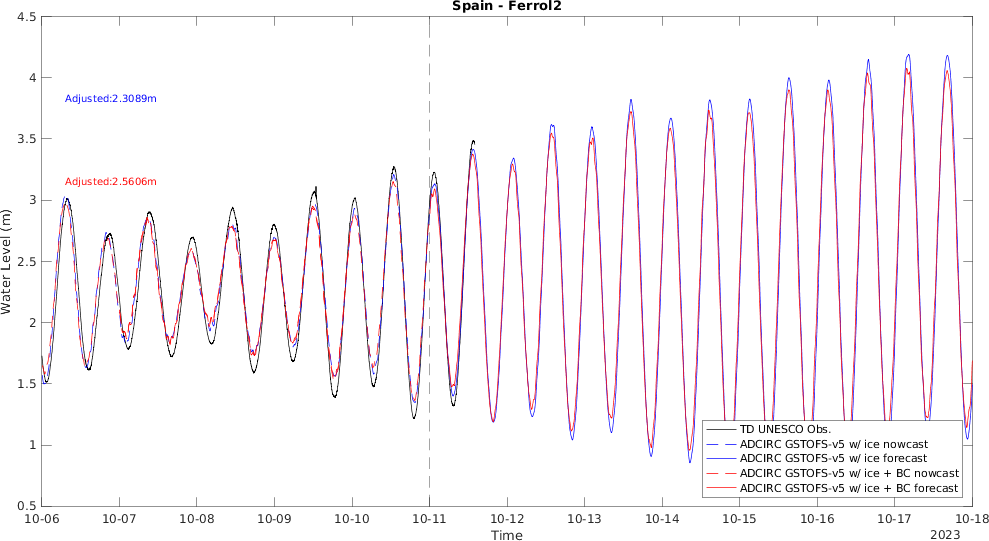 Spain - Ferrol2
4.5
4
3.5
3
2.5
2
1.5
1
0.5
Water Level (m)
Adjusted:2.3089m
Adjusted:2.5606m
TD UNESCO Obs.
ADCIRC GSTOFS-v5 w/ ice nowcast
ADCIRC GSTOFS-v5 w/ ice forecast
ADCIRC GSTOFS-v5 w/ ice + BC nowcast
ADCIRC GSTOFS-v5 w/ ice + BC forecast
10-06 10-07 10-08 10-09 10-10 10-11 10-12 10-13 10-14 10-15 10-16 10-17 10-18
Time
2023